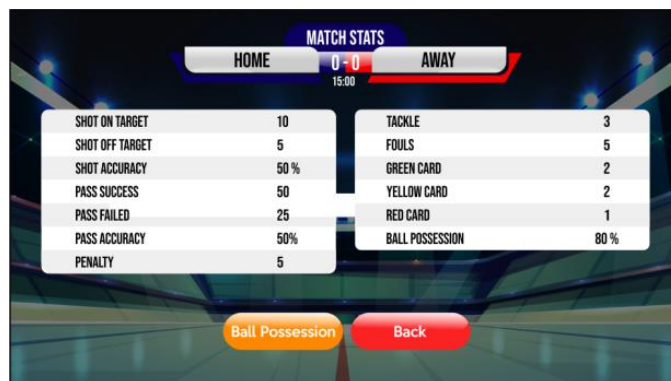 MATCH STATS
HOME 0 - 0 AWAY
15:00
SHOT ON TARGET 10
SHOT OFF TARGET 5
SHOT ACCURACY 50 %
PASS SUCCESS 50
PASS FAILED 25
PASS ACCURACY 50%
PENALTY 5
TACKLE 3
FOULS 5
GREEN CARD 2
YELLOW CARD 2
RED CARD 1
BALL POSSESSION 80 %
Ball Possession
Back